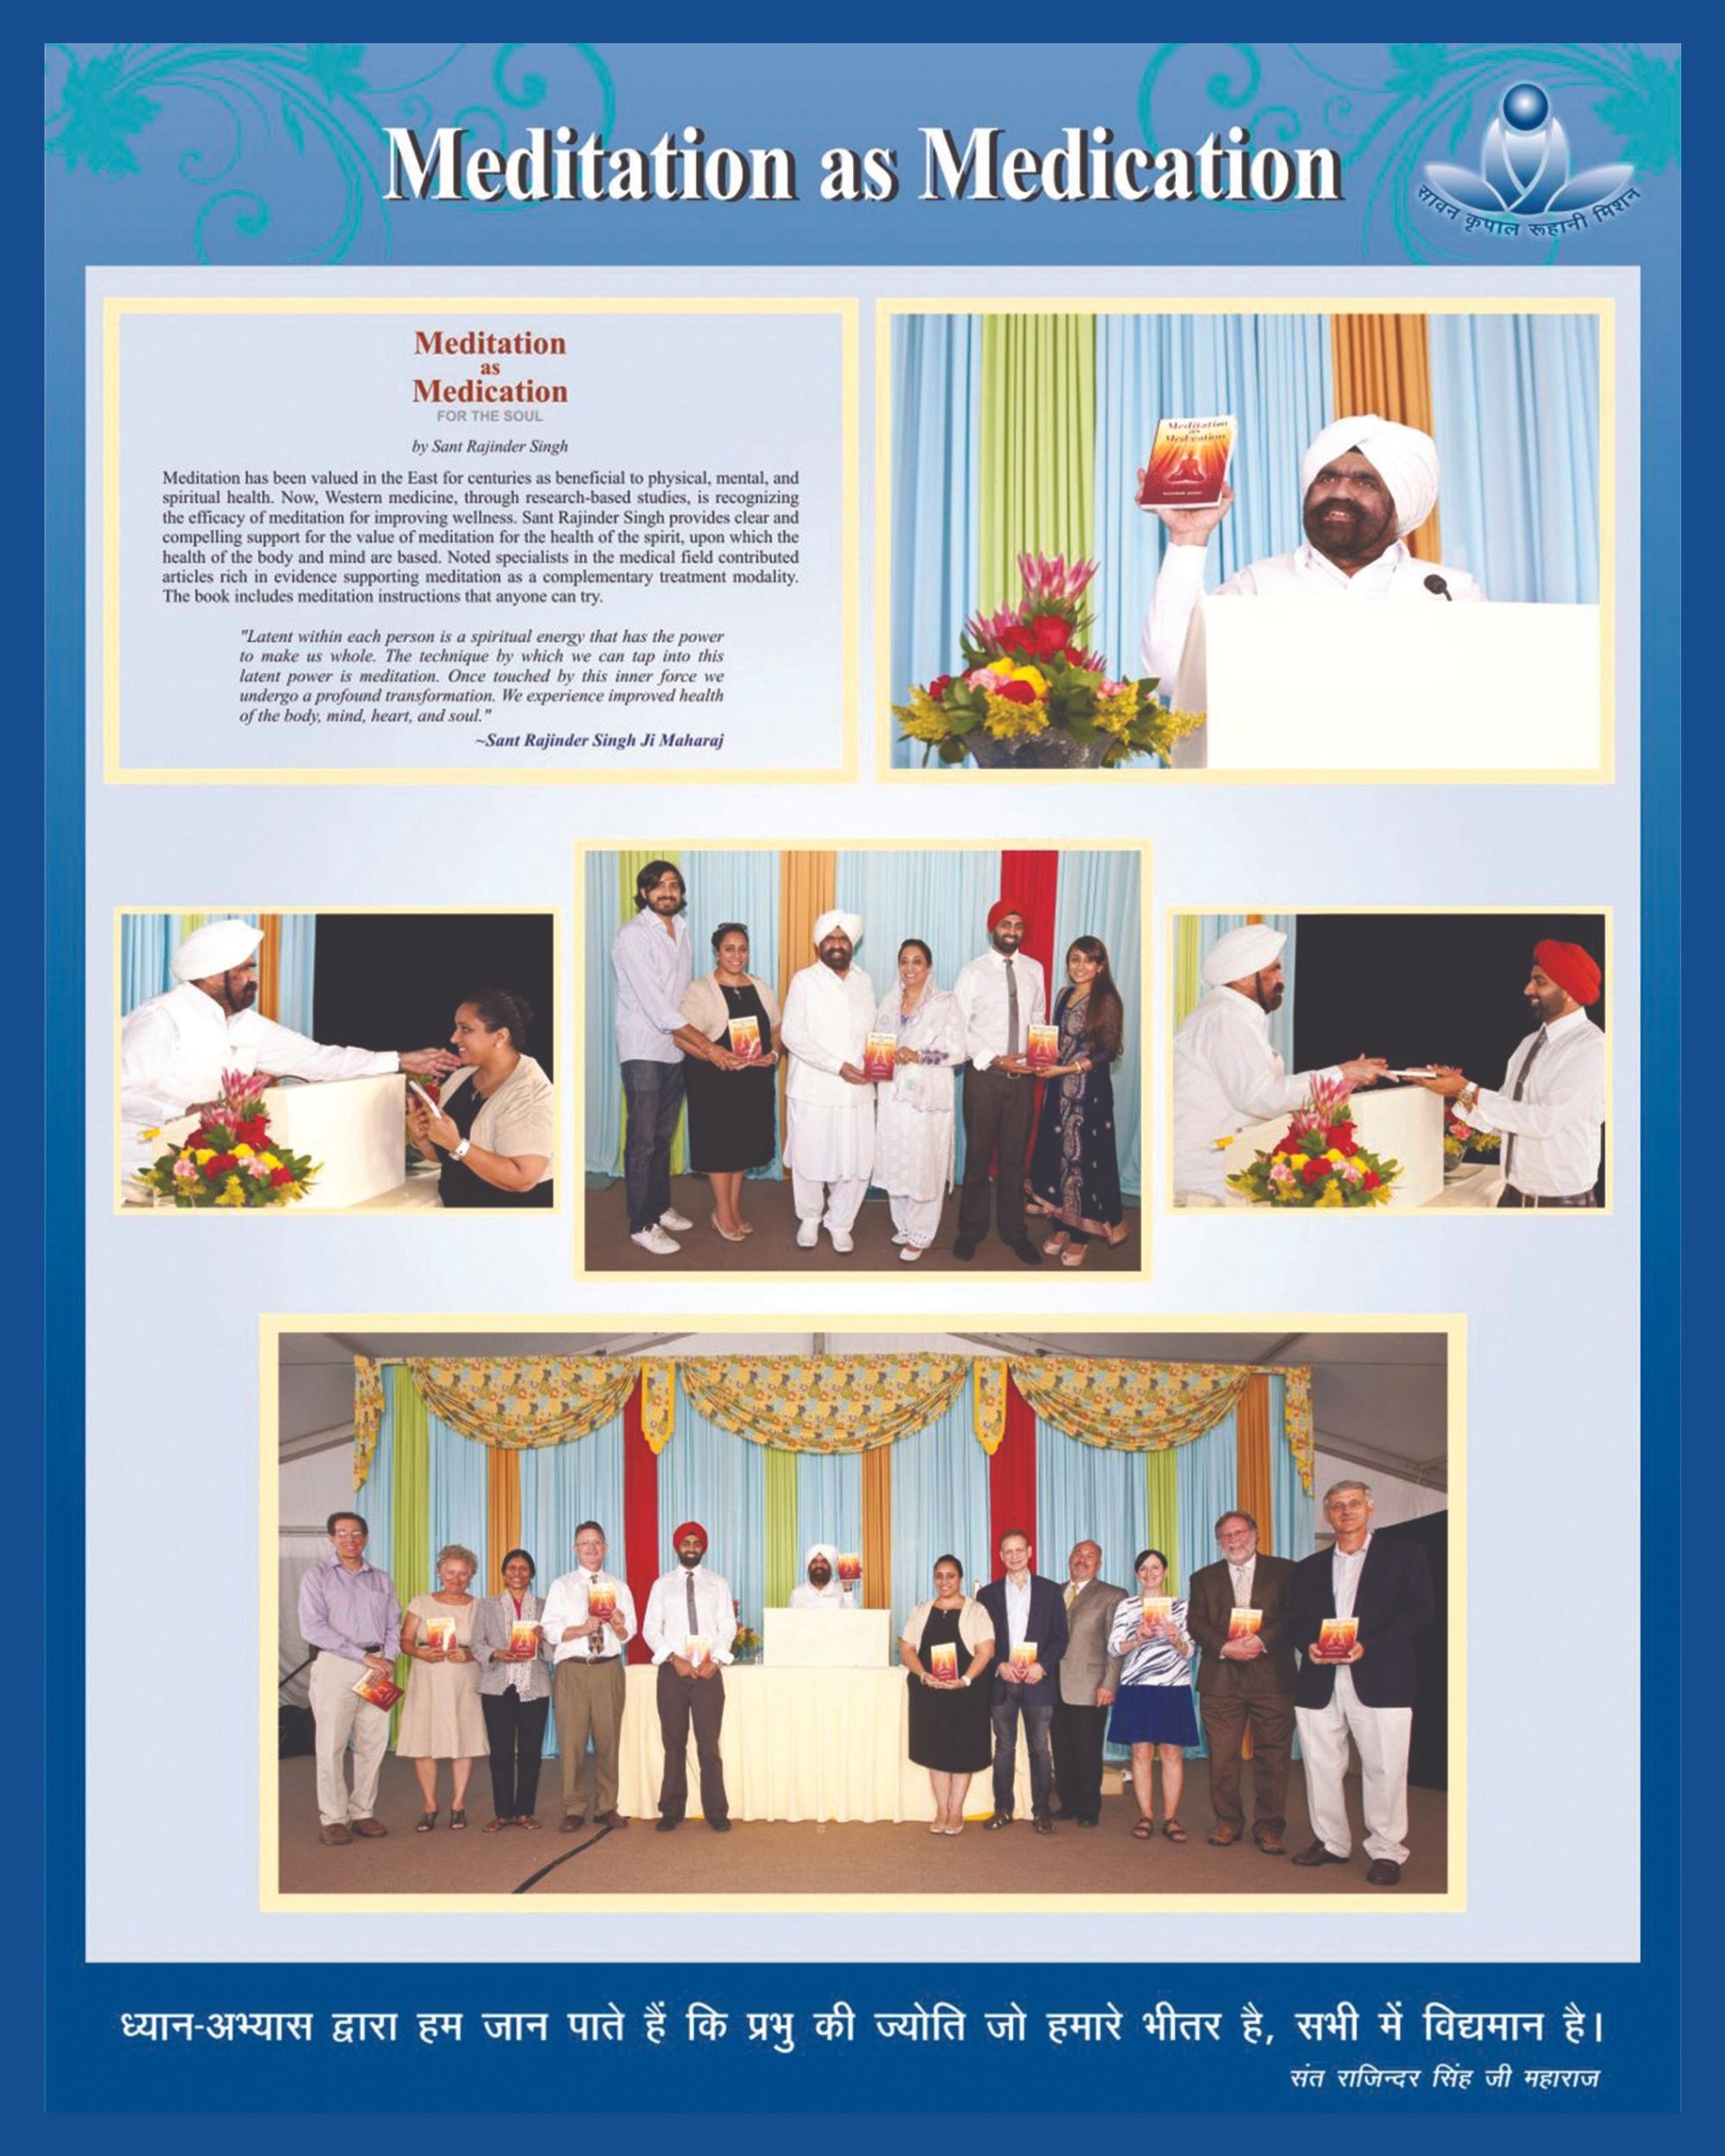 Meditation as Medication
सावन कृपाल रूहानी मिशन
Meditation
as
Medication
FOR THE SOUL
by Sant Rajinder Singh
Meditation has been valued in the East for centuries as beneficial to physical, mental, and
spiritual health. Now, Western medicine, through research-based studies, is recognizing
the efficacy of meditation for improving wellness. Sant Rajinder Singh provides clear and
compelling support for the value of meditation for the health of the spirit, upon which the
health of the body and mind are based. Noted specialists in the medical field contributed
articles rich in evidence supporting meditation as a complementary treatment modality.
The book includes meditation instructions that anyone can try.
"Latent within each person is a spiritual energy that has the power
to make us whole. The technique by which we can tap into this
latent power is meditation. Once touched by this inner force we
undergo a profound transformation. We experience improved health
of the body, mind, heart, and soul."
~Sant Rajinder Singh Ji Maharaj
Meditation
as
Medication
ध्यान-अभ्यास द्वारा हम जान पाते हैं कि प्रभु की ज्योति जो हमारे भीतर है, सभी में विद्यमान है।
संत राजिन्दर सिंह जी महाराज